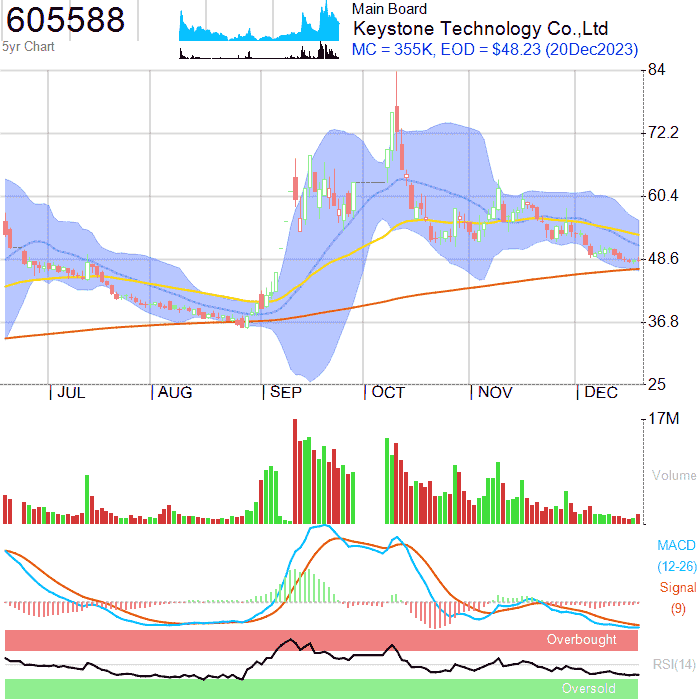 605588
5yr Chart
Main Board
Keystone Technology Co.,Ltd
MC = 355K, EOD = $48.23 (20Dec2023)
84
72.2
60.4
48.6
36.8
25
JUL AUG SEP OCT NOV DEC
17M
Volume
MACD
(12-26)
Signal
(9)
Overbought
RSI(14)
Oversold